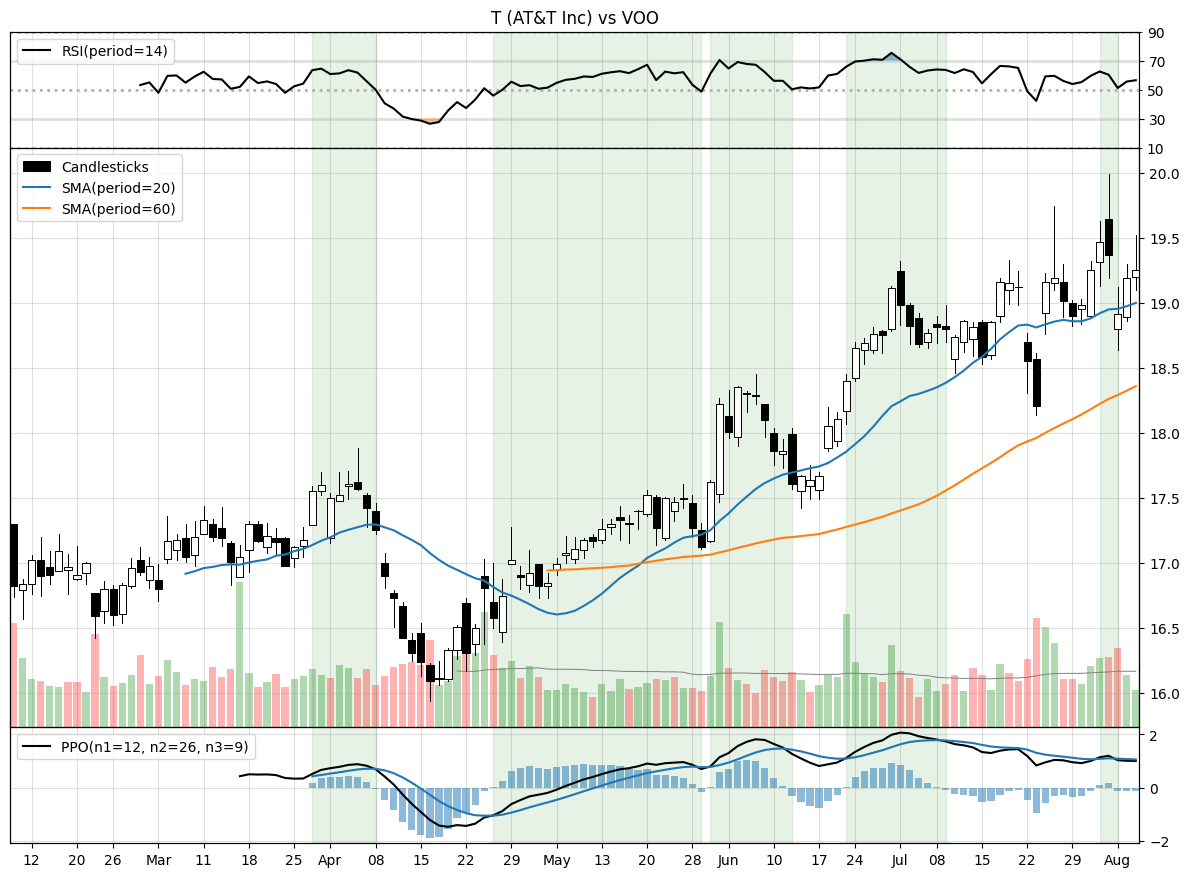 T (AT&T Inc) vs VOO
RSI(period=14)
90
70
50
30
10
Candlesticks
SMA(period=20)
SMA(period=60)
20.0
19.5
19.0
18.5
18.0
17.5
17.0
16.5
16.0
PPO(n1=12, n2=26, n3=9)
2
0
−2
12 20 26 Mar 11 18 25 Apr 08 15 22 29 May 13 20 28 Jun 10 17 24 Jul 08 15 22 29 Aug